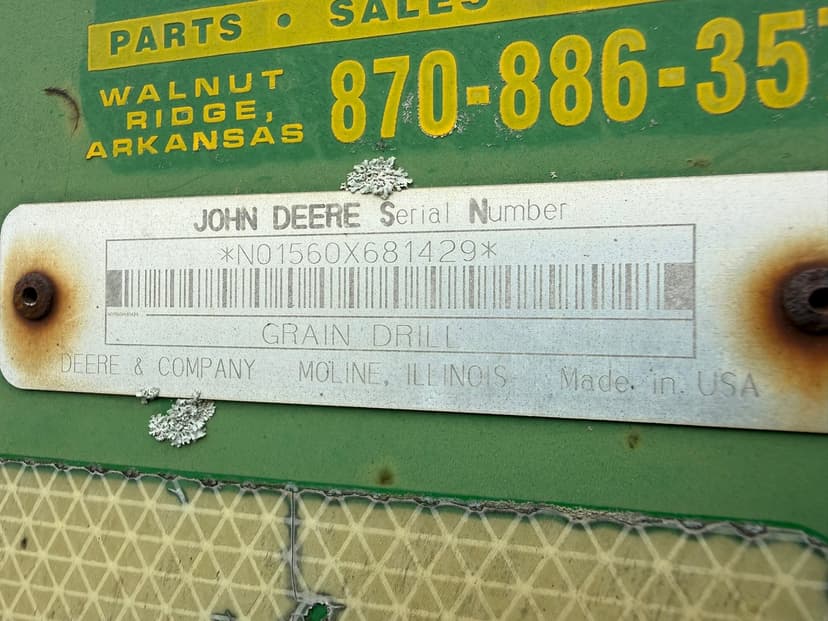 PARTS • SALES
WALNUT
RIDGE,
ARKANSAS
870-886-35
JOHN DEERE Serial Number
*N01560X681429*
GRAIN DRILL
DEERE & COMPANY MOLINE, ILLINOIS Made in USA